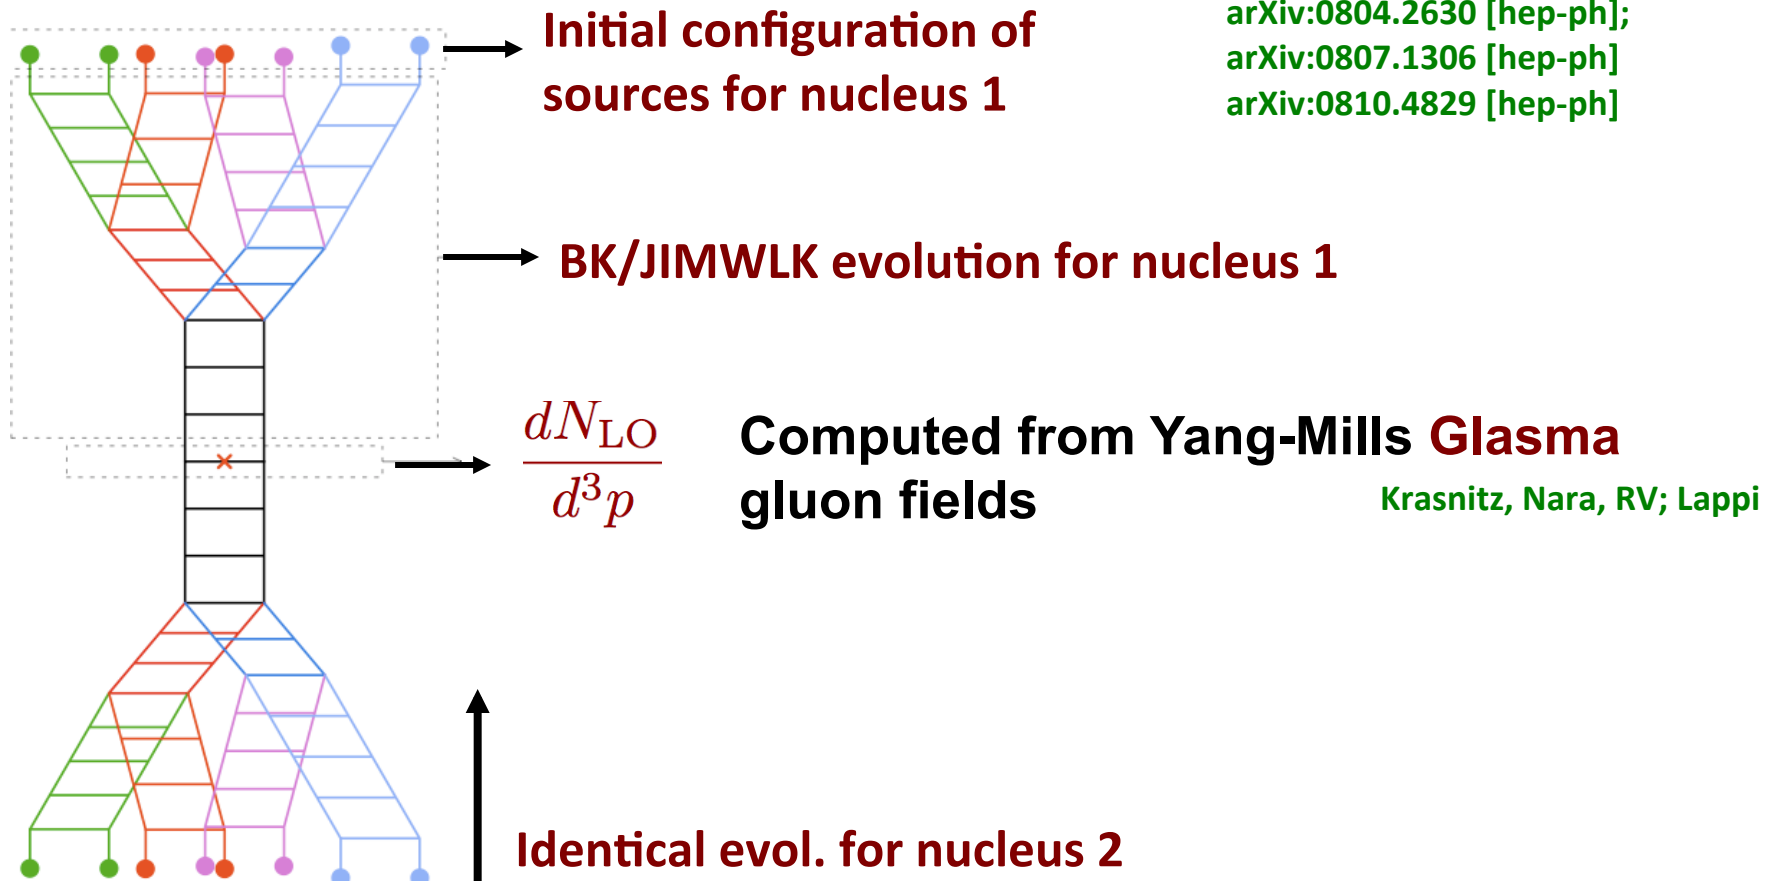 Initial configuration of
sources for nucleus 1
arXiv:0804.2630 [hep-ph];
arXiv:0807.1306 [hep-ph]
arXiv:0810.4829 [hep-ph]
BK/JIMWLK evolution for nucleus 1
dN_LO
d³p
Computed from Yang-Mills Glasma
gluon fields
Krasnitz, Nara, RV; Lappi
Identical evol. for nucleus 2